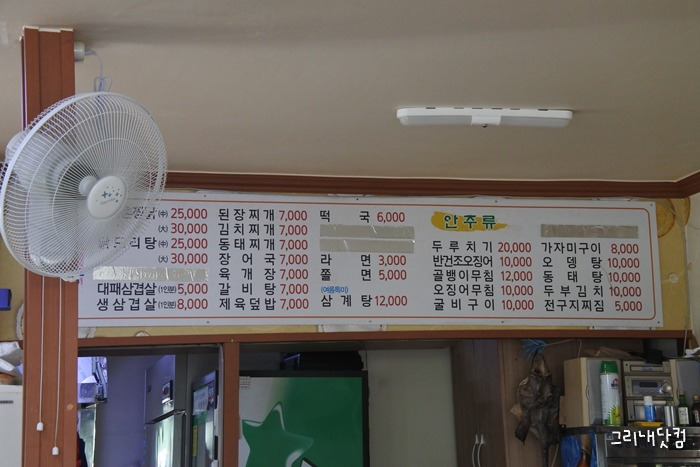 (中) 25,000
(大) 30,000
탕 (中) 25,000
(大) 30,000
대패삼겹살 (1인분) 5,000
생삼겹살 (1인분) 8,000
된장찌개 7,000
김치찌개 7,000
동태찌개 7,000
장어국 7,000
육개장 7,000
갈비탕 7,000
제육덮밥 7,000
떡국 6,000
라면 3,000
쫄면 5,000
(여름특미)
삼계탕 12,000
안주류
두루치기 20,000
반건조오징어 10,000
골뱅이무침 12,000
오징어무침 10,000
굴비구이 10,000
가자미구이 8,000
오뎅탕 10,000
동태탕 10,000
두부김치 10,000
전구지찌짐 5,000
그리내닷컴